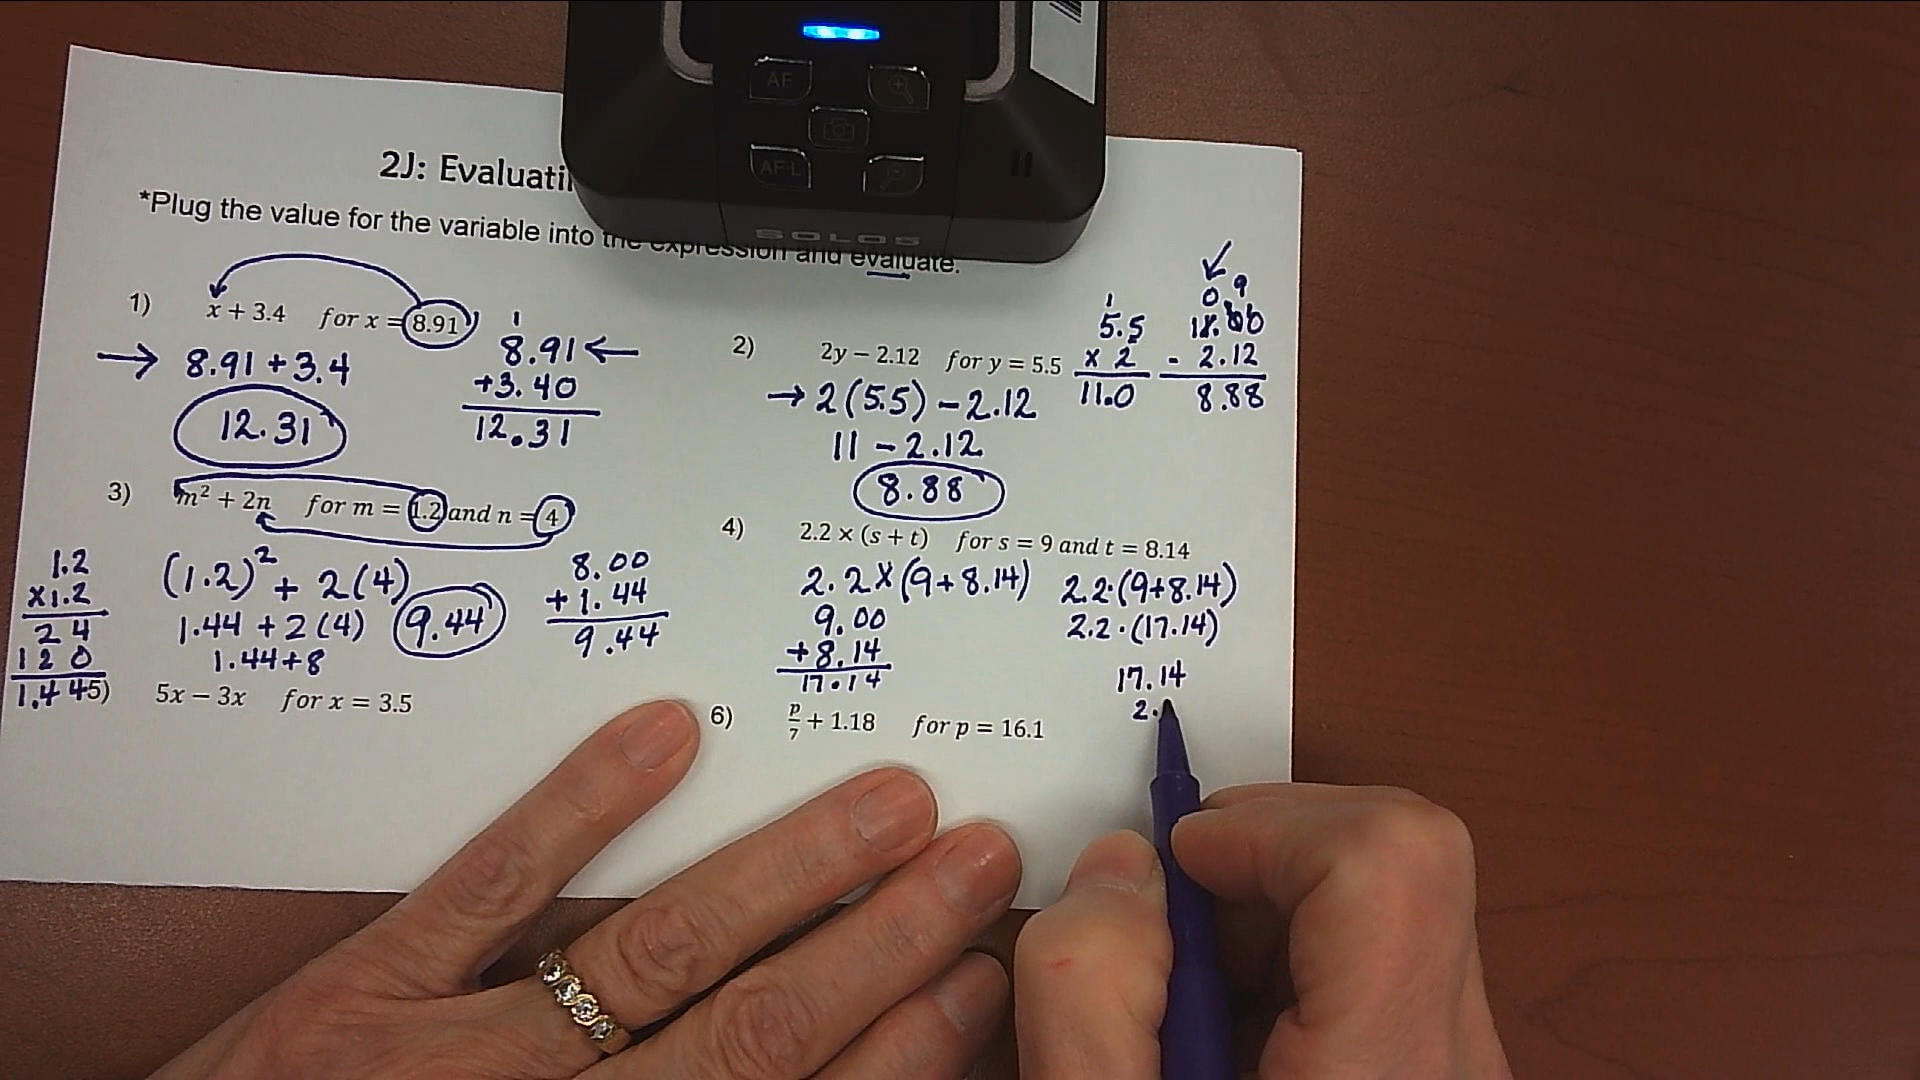 AF
AF-L
SOLOS
2J: Evaluati
*Plug the value for the variable into the expression and evaluate.
1) x + 3.4 for x = 8.91
8.91 + 3.4
12.31
1
8.91
+3.40
12.31
2) 2y − 2.12 for y = 5.5
2(5.5) − 2.12
11 − 2.12
8.88
1
5.5
x 2
11.0
0 9
- 2.12
8.88
3) m² + 2n for m = 1.2 and n = 4
1.2
x1.2
24
120
1.44
(1.2)² + 2(4)
1.44 + 2(4)
1.44+8
9.44
8.00
+1.44
9.44
4) 2.2 × (s + t) for s = 9 and t = 8.14
2.2 x (9+8.14)
9.00
+8.14
17.14
2.2·(9+8.14)
2.2·(17.14)
17.14
2.
5) 5x − 3x for x = 3.5
6) p/7 + 1.18 for p = 16.1